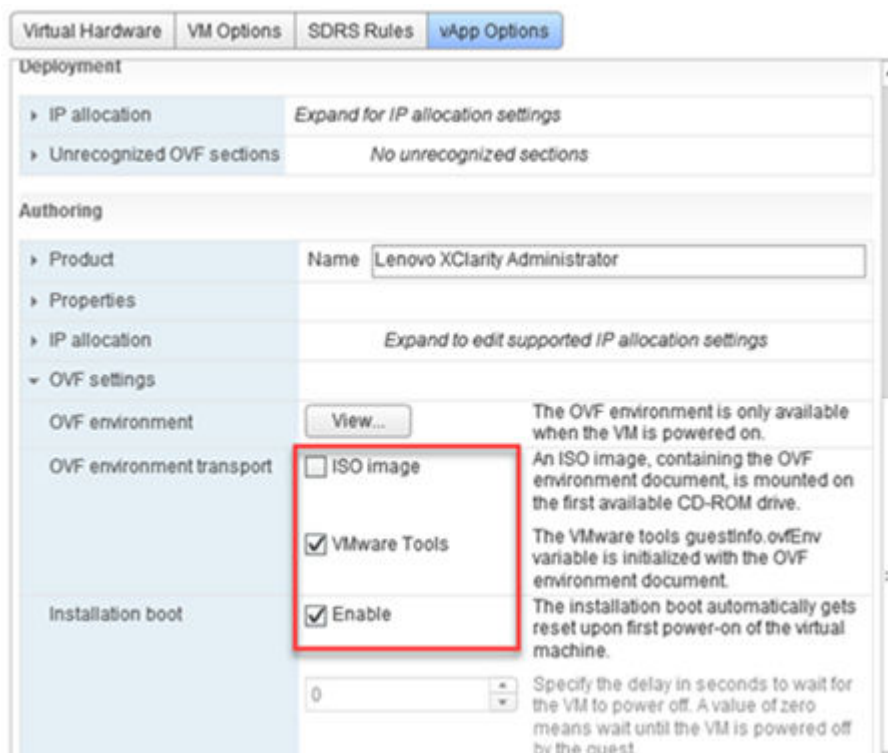 Virtual Hardware VM Options SDRS Rules vApp Options
Deployment
IP allocation Expand for IP allocation settings
Unrecognized OVF sections No unrecognized sections
Authoring
Product Name Lenovo XClarity Administrator
Properties
IP allocation Expand to edit supported IP allocation settings
OVF settings
OVF environment View... The OVF environment is only available
when the VM is powered on.
OVF environment transport ISO image An ISO image, containing the OVF
environment document, is mounted on
the first available CD-ROM drive.
VMware Tools The VMware tools guestInfo.ovfEnv
variable is initialized with the OVF
environment document.
Installation boot Enable The installation boot automatically gets
reset upon first power-on of the virtual
machine.
0 Specify the delay in seconds to wait for
the VM to power off. A value of zero
means wait until the VM is powered off
by the guest